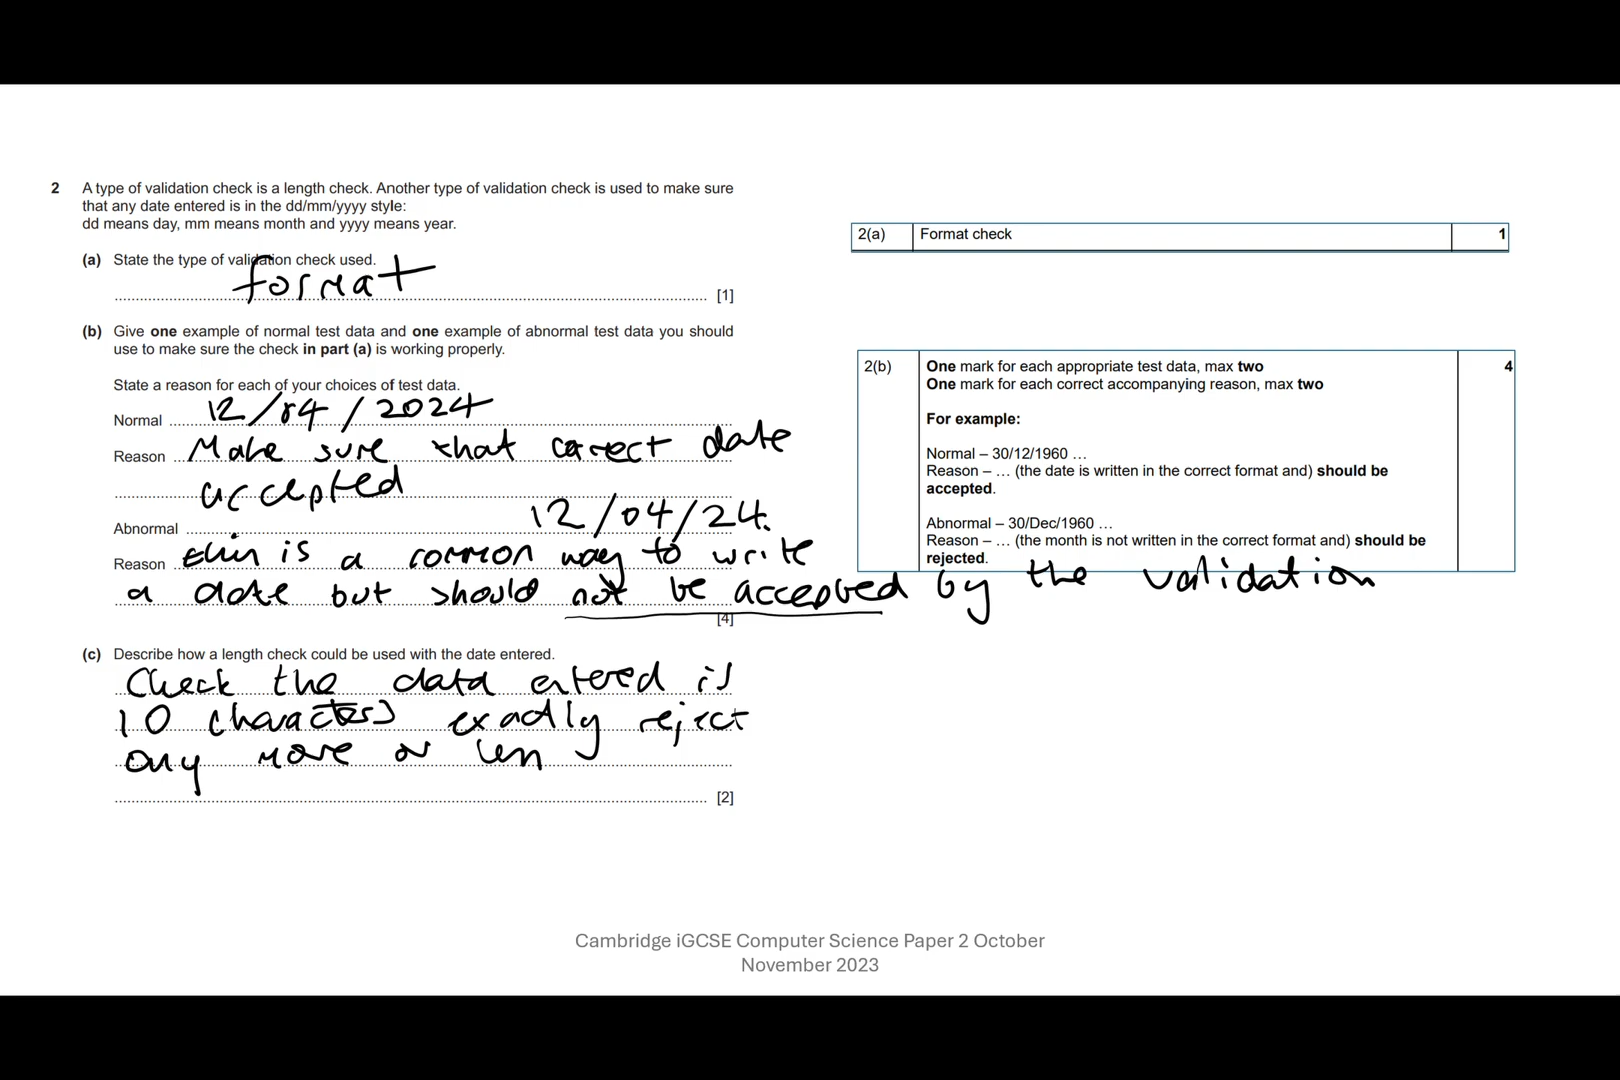 2 A type of validation check is a length check. Another type of validation check is used to make sure
that any date entered is in the dd/mm/yyyy style:
dd means day, mm means month and yyyy means year.
(a) State the type of validation check used.
format
[1]
(b) Give one example of normal test data and one example of abnormal test data you should
use to make sure the check in part (a) is working properly.
State a reason for each of your choices of test data.
Normal 12/04/2024
Reason Make sure that correct date
accepted
Abnormal 12/04/24.
Reason this is a common way to write
a date but should not be accepted by the validation
[4]
(c) Describe how a length check could be used with the date entered.
Check the data entered is
10 characters exactly reject
any more or less
[2]
2(a) Format check 1
2(b) One mark for each appropriate test data, max two 4
One mark for each correct accompanying reason, max two
For example:
Normal – 30/12/1960 …
Reason – … (the date is written in the correct format and) should be
accepted.
Abnormal – 30/Dec/1960 …
Reason – … (the month is not written in the correct format and) should be
rejected.
Cambridge iGCSE Computer Science Paper 2 October
November 2023